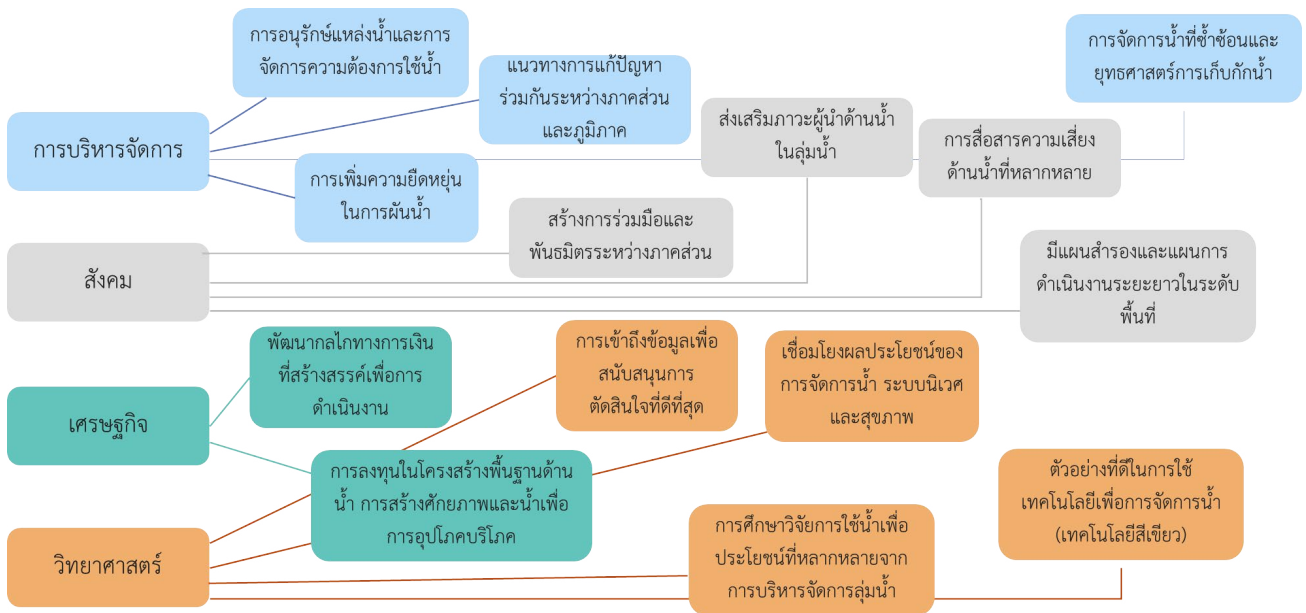 การอนุรักษ์แหล่งน้ำและการ
จัดการความต้องการใช้น้ำ
แนวทางการแก้ปัญหา
ร่วมกันระหว่างภาคส่วน
และภูมิภาค
การจัดการน้ำที่ซ้ำซ้อนและ
ยุทธศาสตร์การเก็บกักน้ำ
การบริหารจัดการ
ส่งเสริมภาวะผู้นำด้านน้ำ
ในลุ่มน้ำ
การสื่อสารความเสี่ยง
ด้านน้ำที่หลากหลาย
การเพิ่มความยืดหยุ่น
ในการผันน้ำ
สร้างการร่วมมือและ
พันธมิตรระหว่างภาคส่วน
สังคม
มีแผนสำรองและแผนการ
ดำเนินงานระยะยาวในระดับ
พื้นที่
พัฒนากลไกทางการเงิน
ที่สร้างสรรค์เพื่อการ
ดำเนินงาน
การเข้าถึงข้อมูลเพื่อ
สนับสนุนการ
ตัดสินใจที่ดีที่สุด
เชื่อมโยงผลประโยชน์ของ
การจัดการน้ำ ระบบนิเวศ
และสุขภาพ
เศรษฐกิจ
การลงทุนในโครงสร้างพื้นฐานด้าน
น้ำ การสร้างศักยภาพและน้ำเพื่อ
การอุปโภคบริโภค
ตัวอย่างที่ดีในการใช้
เทคโนโลยีเพื่อการจัดการน้ำ
(เทคโนโลยีสีเขียว)
วิทยาศาสตร์
การศึกษาวิจัยการใช้น้ำเพื่อ
ประโยชน์ที่หลากหลายจาก
การบริหารจัดการลุ่มน้ำ